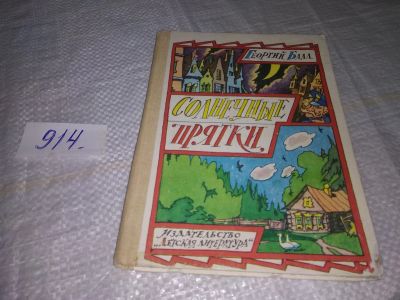 Георгий Балл
СОЛНЕЧНЫЕ
ПРЯТКИ
ИЗДАТЕЛЬСТВО
„ДЕТСКАЯ ЛИТЕРАТУРА“
914.